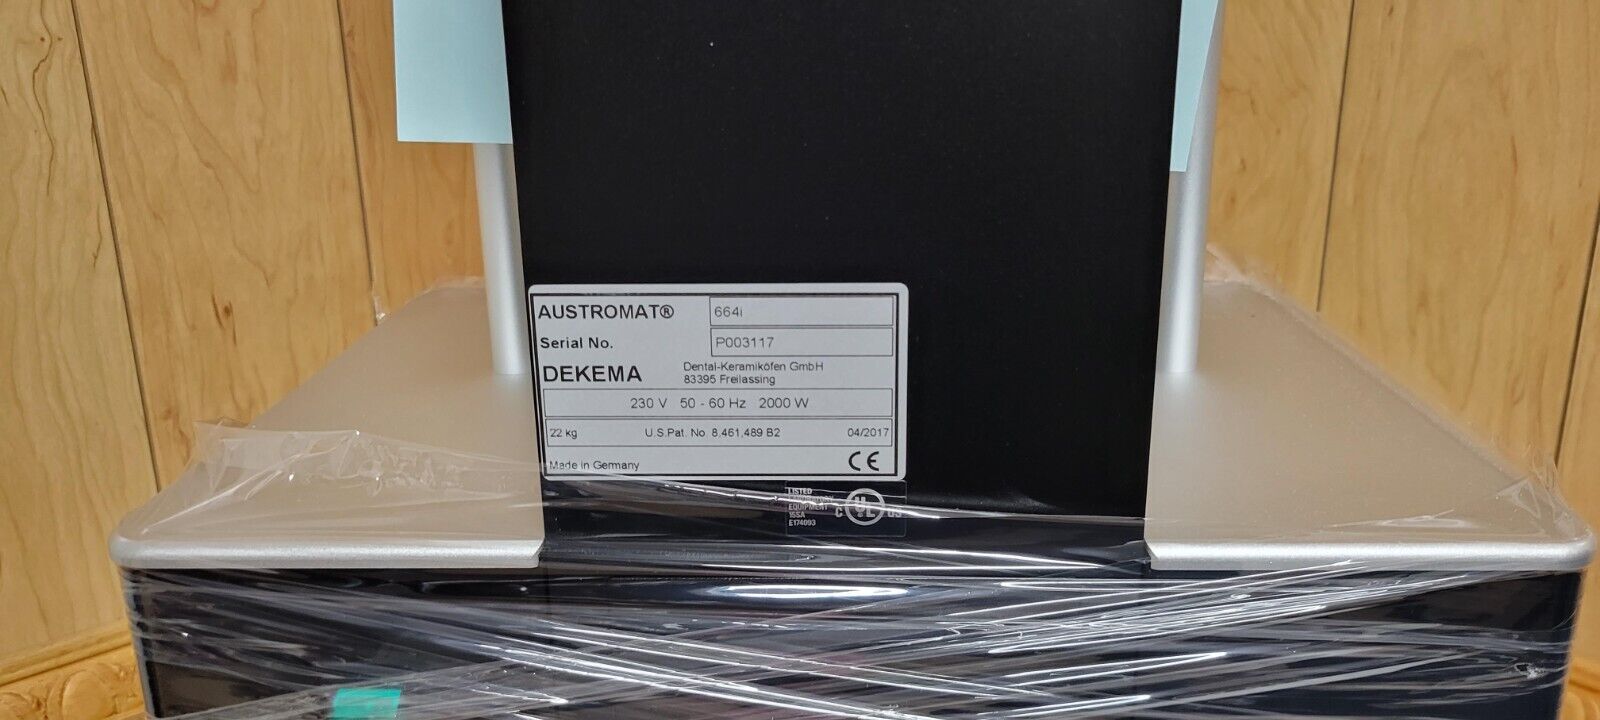 AUSTROMAT® 664i
Serial No. P003117
DEKEMA Dental-Keramiköfen GmbH
83395 Freilassing
230 V 50 - 60 Hz 2000 W
22 kg U.S.Pat. No. 8,461,489 B2 04/2017
Made in Germany CE
LISTED
EQUIPMENT
15SA
E174093
C UL US